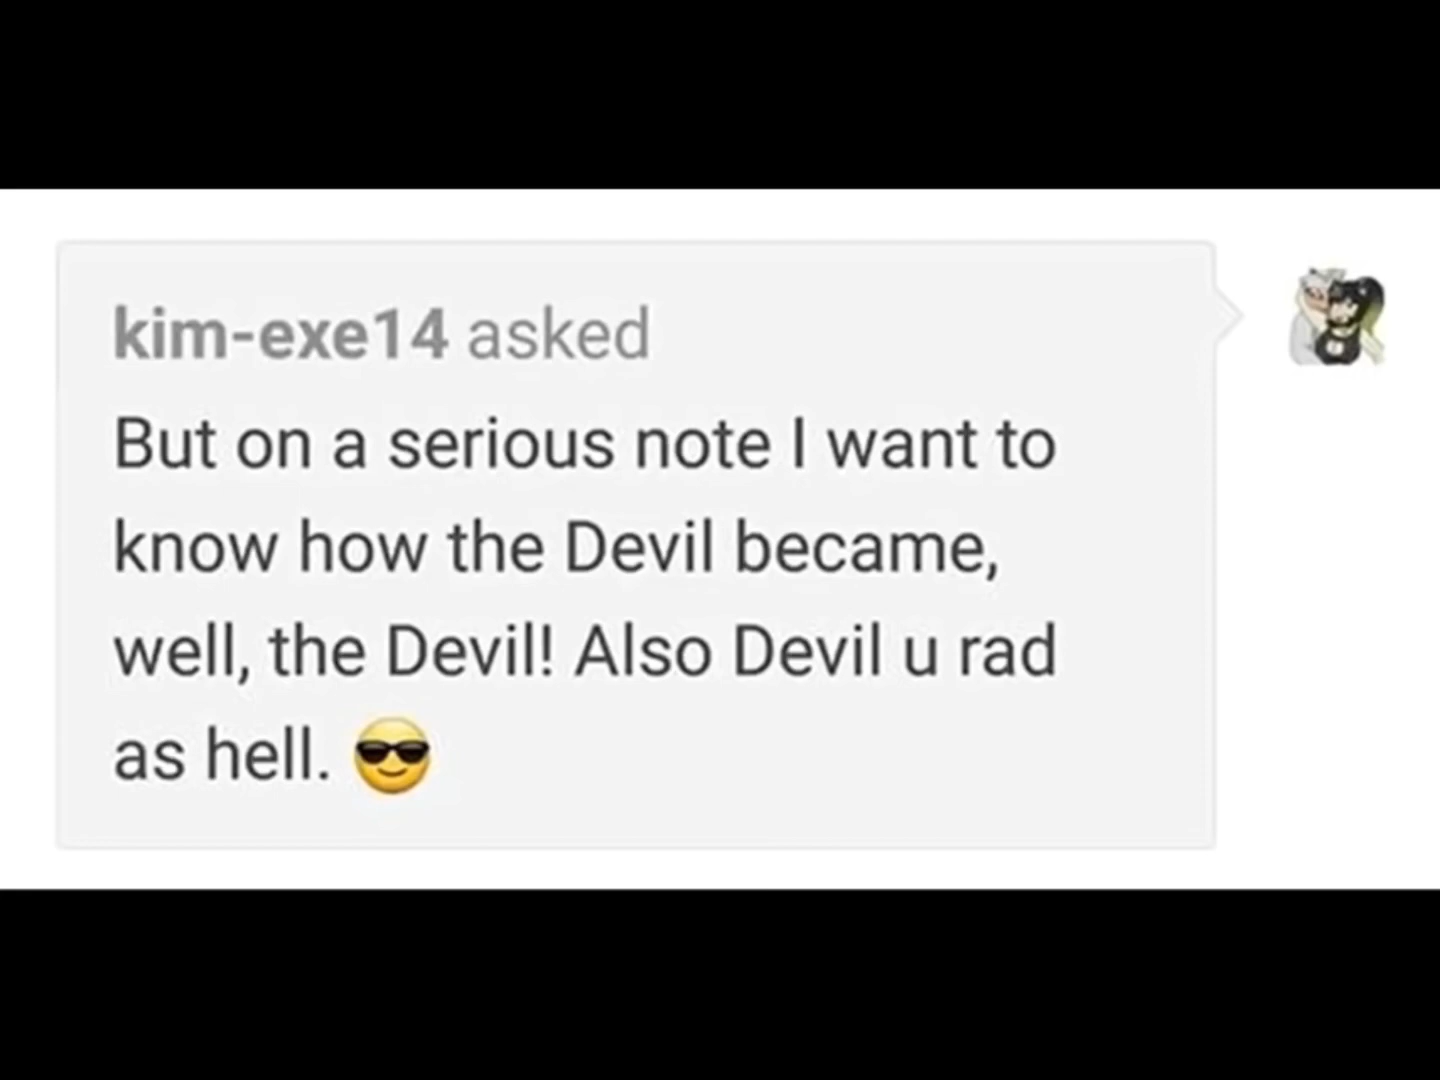 kim-exe14 asked
But on a serious note I want to
know how the Devil became,
well, the Devil! Also Devil u rad
as hell. 😎